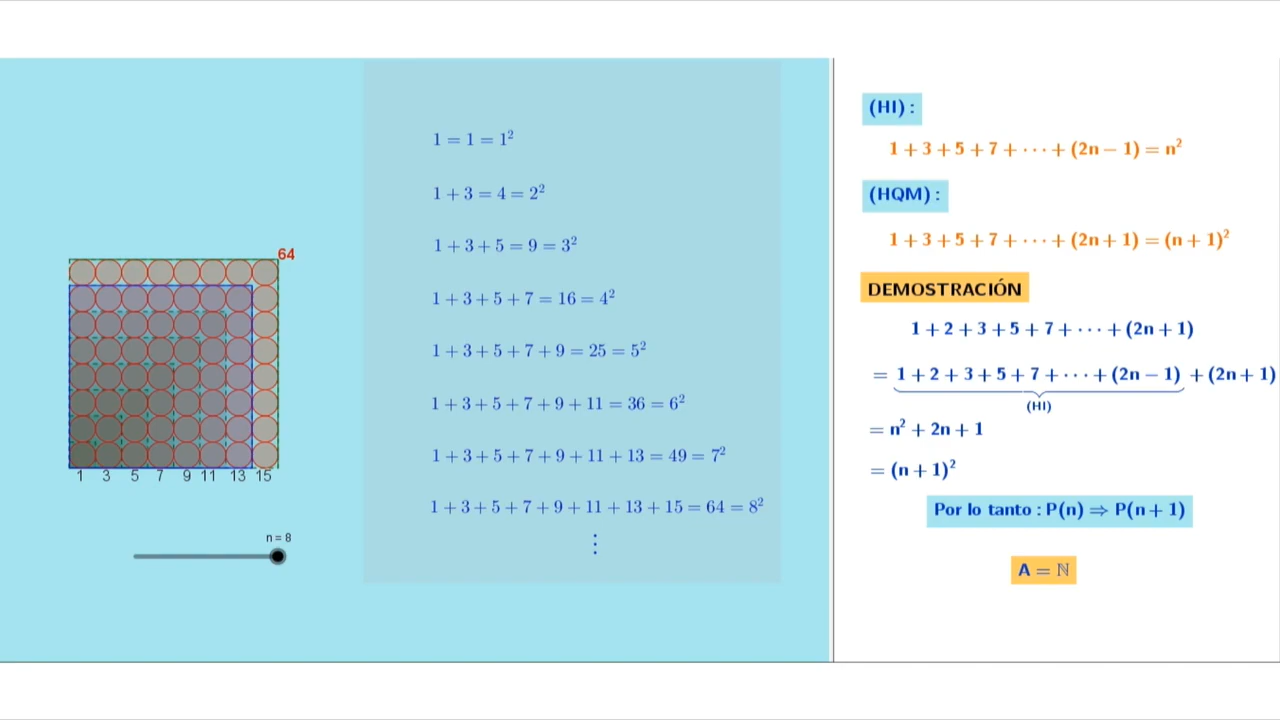 64
1 3 5 7 9 11 13 15
n = 8
1 = 1 = 1²
1 + 3 = 4 = 2²
1 + 3 + 5 = 9 = 3²
1 + 3 + 5 + 7 = 16 = 4²
1 + 3 + 5 + 7 + 9 = 25 = 5²
1 + 3 + 5 + 7 + 9 + 11 = 36 = 6²
1 + 3 + 5 + 7 + 9 + 11 + 13 = 49 = 7²
1 + 3 + 5 + 7 + 9 + 11 + 13 + 15 = 64 = 8²
⋮
(HI) :
1 + 3 + 5 + 7 + ··· + (2n − 1) = n²
(HQM) :
1 + 3 + 5 + 7 + ··· + (2n + 1) = (n + 1)²
DEMOSTRACIÓN
1 + 2 + 3 + 5 + 7 + ··· + (2n + 1)
= 1 + 2 + 3 + 5 + 7 + ··· + (2n − 1) + (2n + 1)
(HI)
= n² + 2n + 1
= (n + 1)²
Por lo tanto : P(n) ⇒ P(n + 1)
A = ℕ